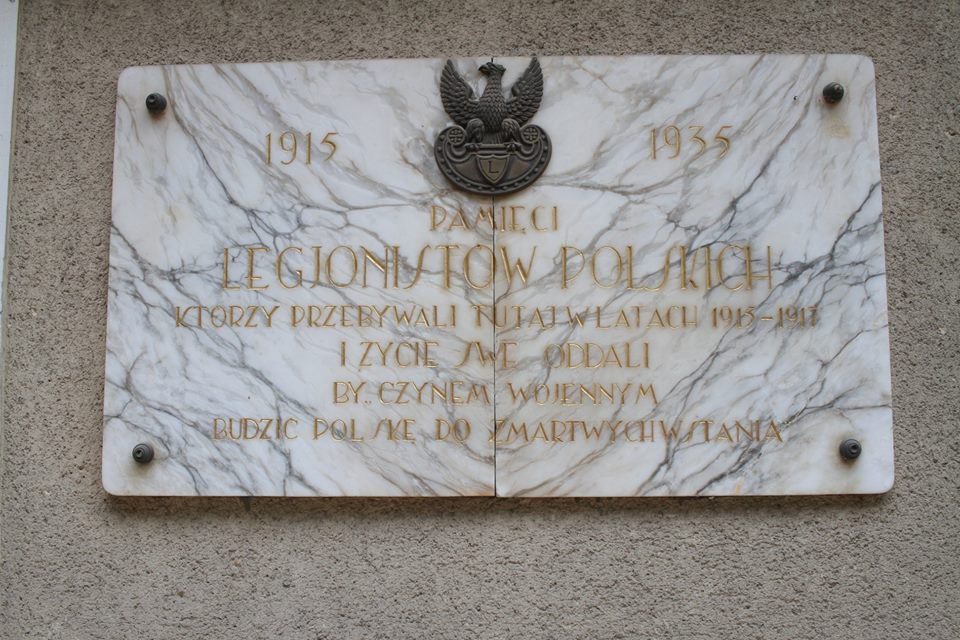 1915 1935
L
PAMIĘCI
LEGJONISTÓW POLSKICH
KTÓRZY PRZEBYWALI TUTAJ W LATACH 1915-1917
I ŻYCIE SWE ODDALI
BY „CZYNEM WOJENNYM
BUDZIĆ POLSKĘ DO ZMARTWYCHWSTANIA